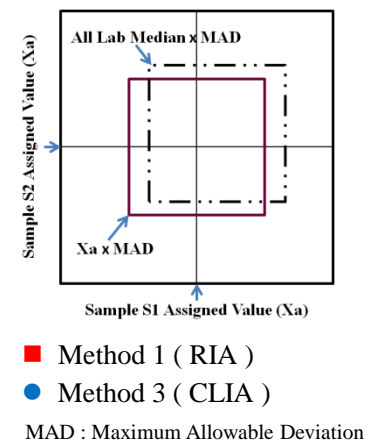 All Lab Median x MAD
Sample S2 Assigned Value (Xa)
Xa x MAD
Sample S1 Assigned Value (Xa)
Method 1 ( RIA )
Method 3 ( CLIA )
MAD : Maximum Allowable Deviation